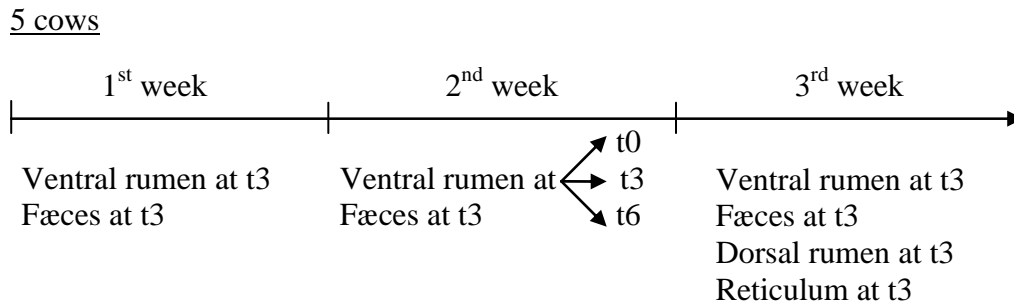 5 cows
1st week 2nd week 3rd week
t0
Ventral rumen at t3 Ventral rumen at t3 Ventral rumen at t3
Fæces at t3 Fæces at t3 t6 Fæces at t3
Dorsal rumen at t3
Reticulum at t3